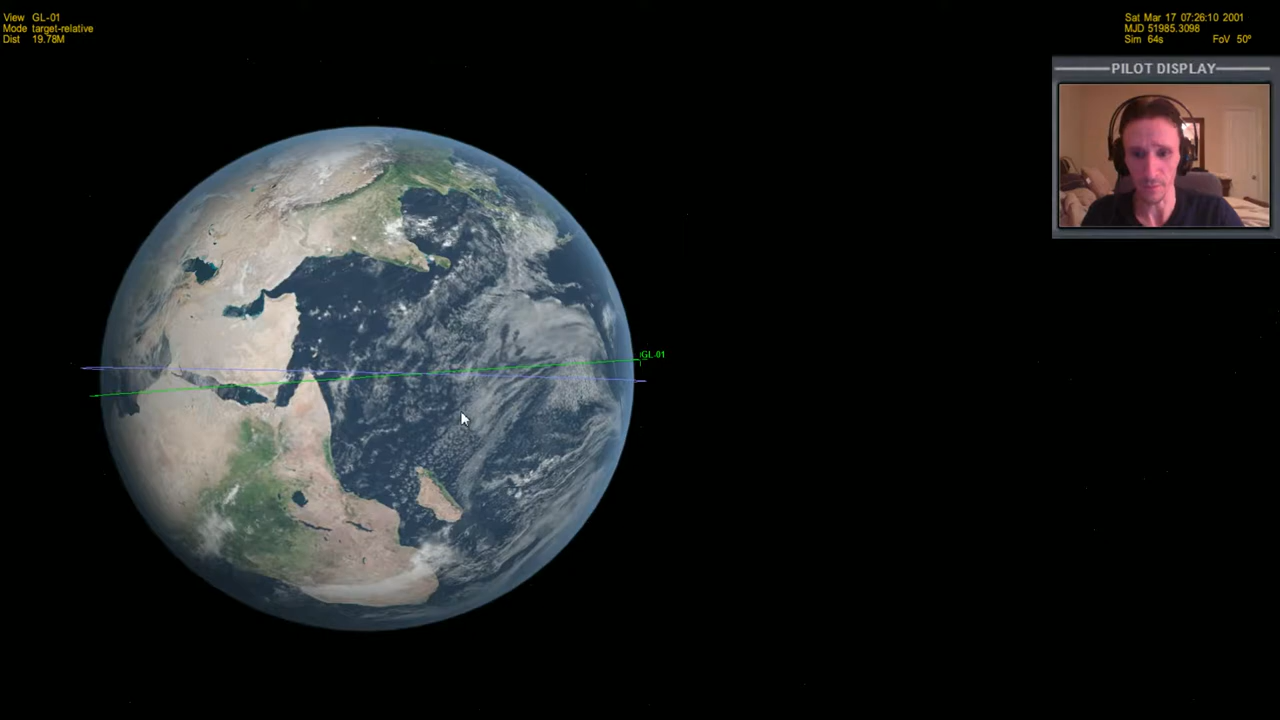 View GL-01
Mode target-relative
Dist 19.78M
Sat Mar 17 07:26:10 2001
MJD 51985.3098
Sim 64s FoV 50°
PILOT DISPLAY
GL-01